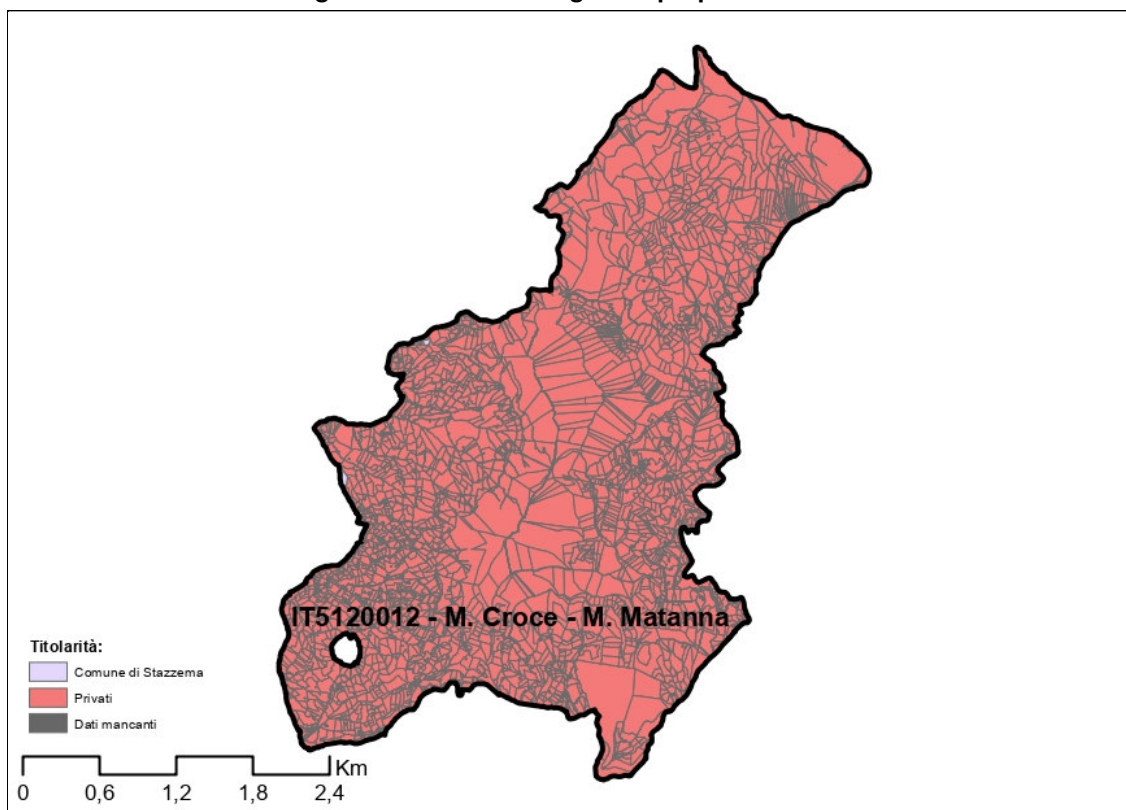 IT5120012 - M. Croce - M. Matanna
Titolarità:
Comune di Stazzema
Privati
Dati mancanti
Km
0 0,6 1,2 1,8 2,4